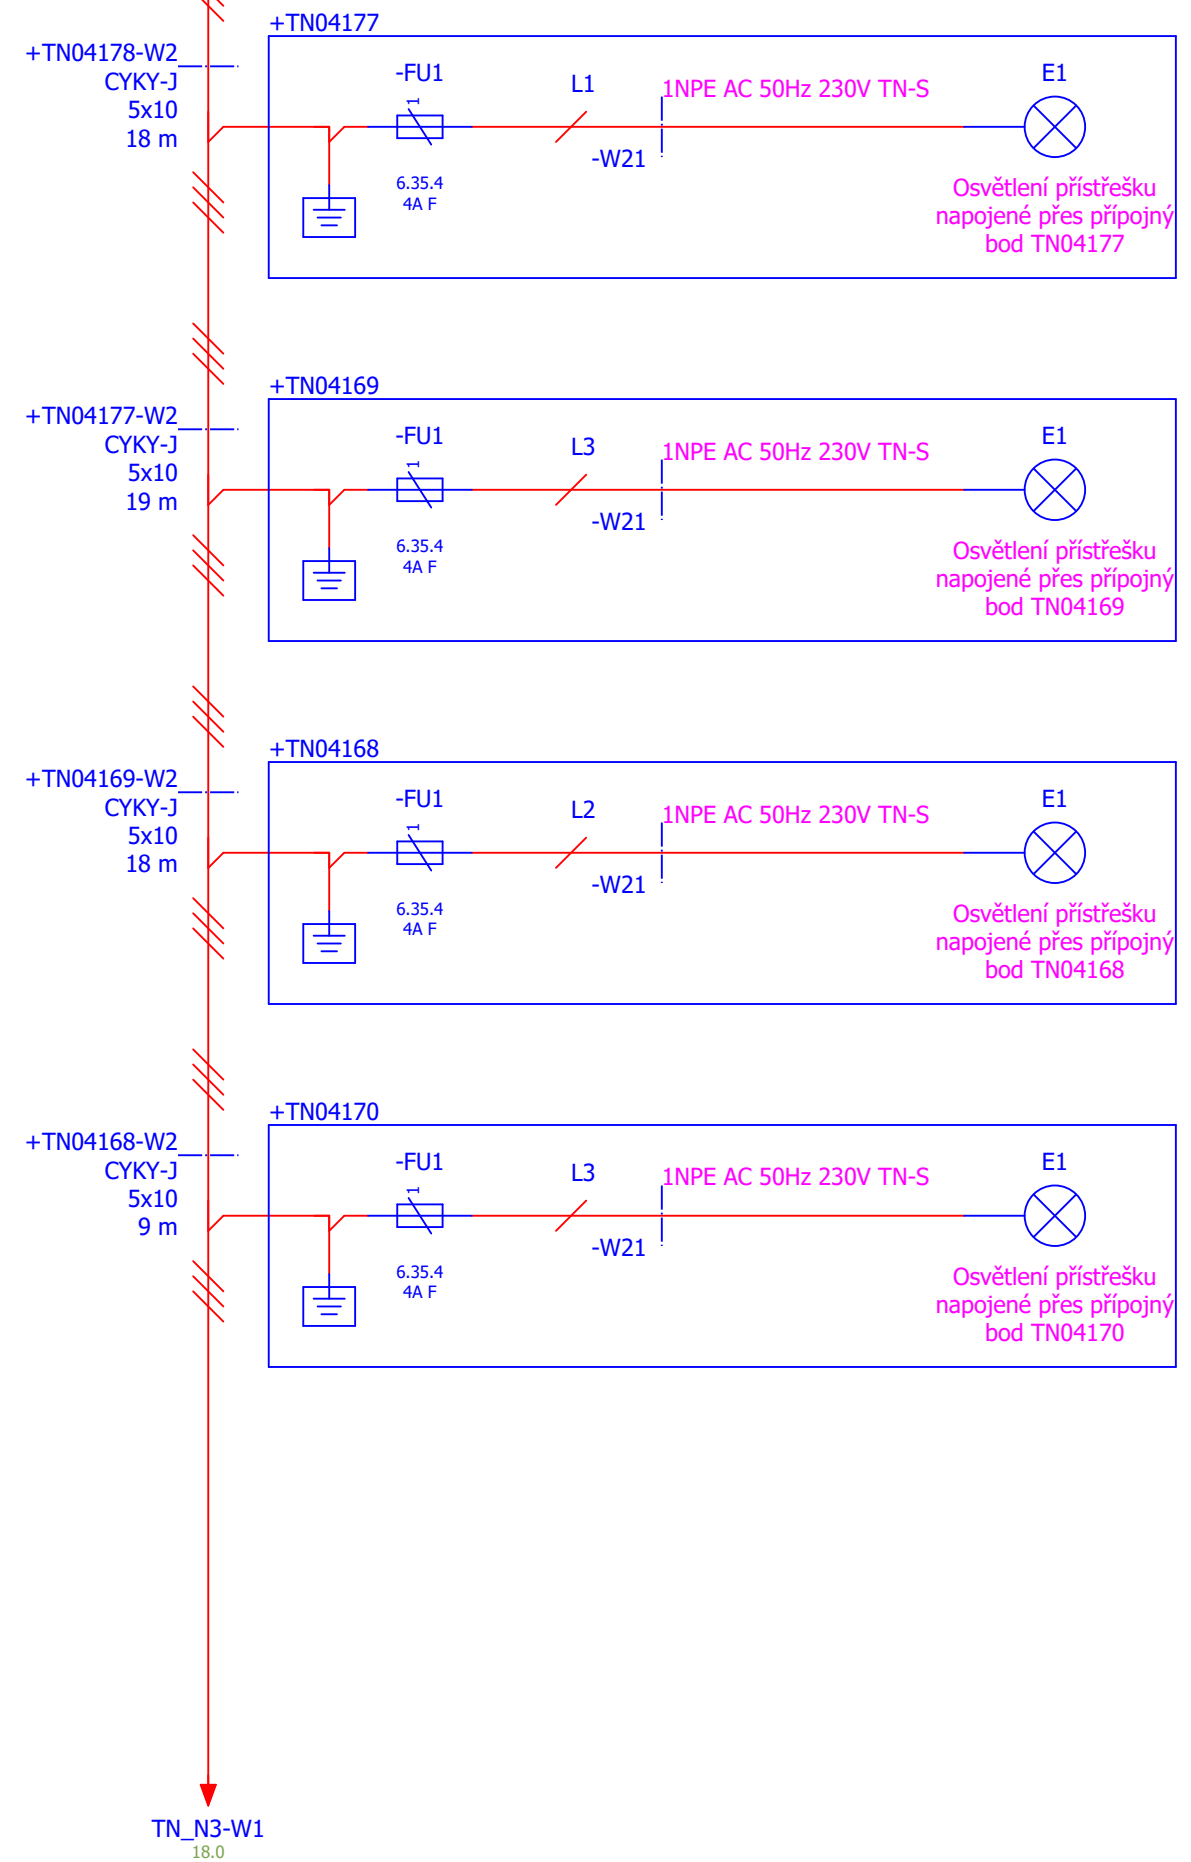 +TN04177
+TN04178-W2
CYKY-J
5x10
18 m
-FU1
1
6.35.4
4A F
L1
1NPE AC 50Hz 230V TN-S
-W21
E1
Osvětlení přístřešku
napojené přes přípojný
bod TN04177
+TN04169
+TN04177-W2
CYKY-J
5x10
19 m
-FU1
1
6.35.4
4A F
L3
1NPE AC 50Hz 230V TN-S
-W21
E1
Osvětlení přístřešku
napojené přes přípojný
bod TN04169
+TN04168
+TN04169-W2
CYKY-J
5x10
18 m
-FU1
1
6.35.4
4A F
L2
1NPE AC 50Hz 230V TN-S
-W21
E1
Osvětlení přístřešku
napojené přes přípojný
bod TN04168
+TN04170
+TN04168-W2
CYKY-J
5x10
9 m
-FU1
1
6.35.4
4A F
L3
1NPE AC 50Hz 230V TN-S
-W21
E1
Osvětlení přístřešku
napojené přes přípojný
bod TN04170
TN_N3-W1
18.0